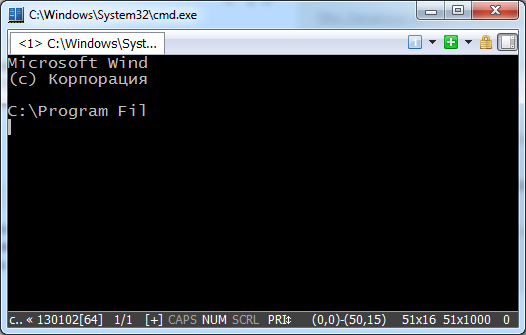 C:\Windows\System32\cmd.exe
<1> C:\Windows\Syst...
Microsoft Wind
(c) Корпорация
C:\Program Fil
c.. « 130102[64] 1/1 [+] CAPS NUM SCRL PRI↕ (0,0)-(50,15) 51x16 51x1000 0